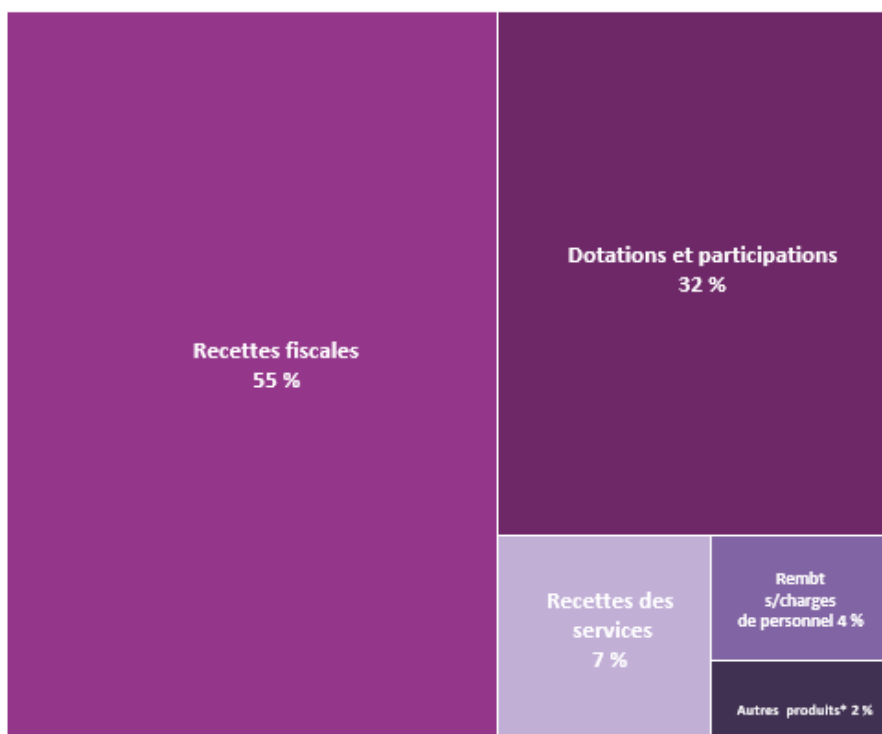 Dotations et participations
32 %
Recettes fiscales
55 %
Recettes des
services
7 %
Rembt
s/charges
de personnel 4 %
Autres produits* 2 %